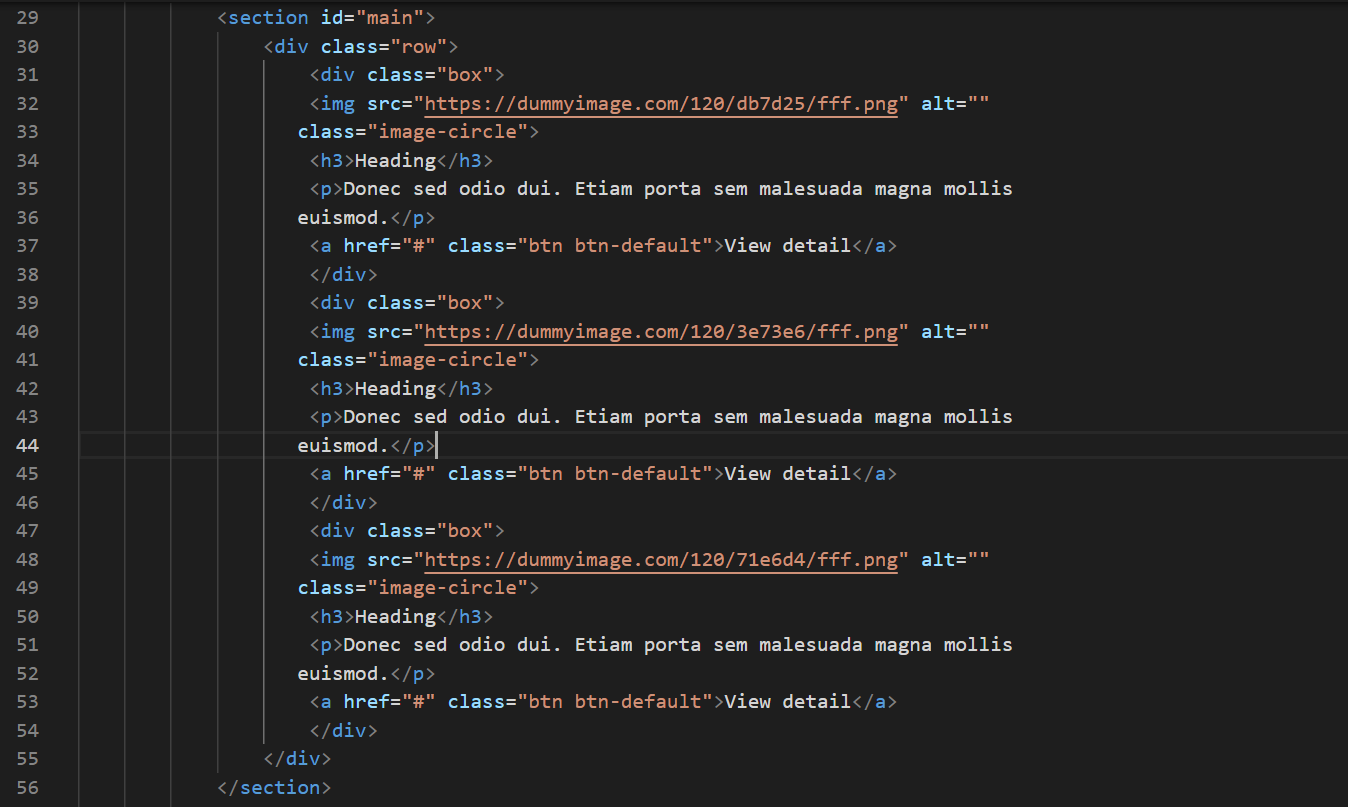 29 <section id="main">
30 <div class="row">
31 <div class="box">
32 <img src="https://dummyimage.com/120/db7d25/fff.png" alt=""
33 class="image-circle">
34 <h3>Heading</h3>
35 <p>Donec sed odio dui. Etiam porta sem malesuada magna mollis
36 euismod.</p>
37 <a href="#" class="btn btn-default">View detail</a>
38 </div>
39 <div class="box">
40 <img src="https://dummyimage.com/120/3e73e6/fff.png" alt=""
41 class="image-circle">
42 <h3>Heading</h3>
43 <p>Donec sed odio dui. Etiam porta sem malesuada magna mollis
44 euismod.</p>
45 <a href="#" class="btn btn-default">View detail</a>
46 </div>
47 <div class="box">
48 <img src="https://dummyimage.com/120/71e6d4/fff.png" alt=""
49 class="image-circle">
50 <h3>Heading</h3>
51 <p>Donec sed odio dui. Etiam porta sem malesuada magna mollis
52 euismod.</p>
53 <a href="#" class="btn btn-default">View detail</a>
54 </div>
55 </div>
56 </section>